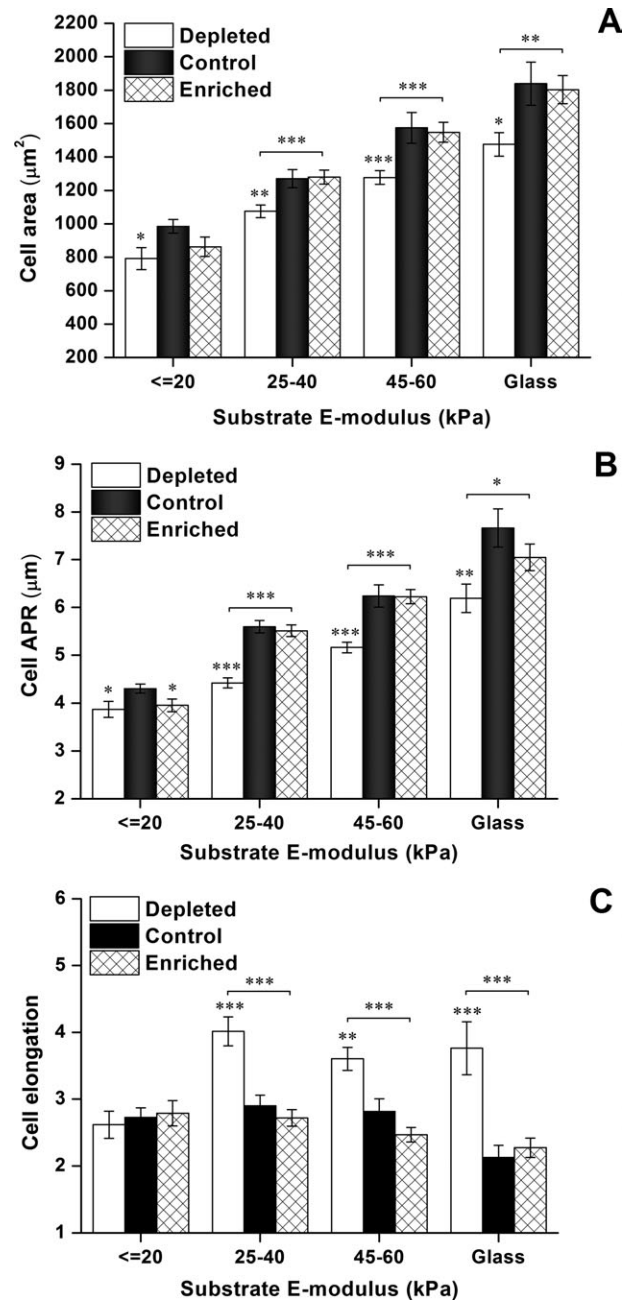 A
Depleted
Control
Enriched
2200
2000
1800
1600
1400
1200
1000
800
600
400
200
Cell area (μm²)
*
**
***
***
***
*
**
<=20 25-40 45-60 Glass
Substrate E-modulus (kPa)
B
Depleted
Control
Enriched
9
8
7
6
5
4
3
2
Cell APR (μm)
*
*
***
***
***
***
**
*
<=20 25-40 45-60 Glass
Substrate E-modulus (kPa)
C
Depleted
Control
Enriched
6
5
4
3
2
1
Cell elongation
***
***
**
***
***
***
<=20 25-40 45-60 Glass
Substrate E-modulus (kPa)